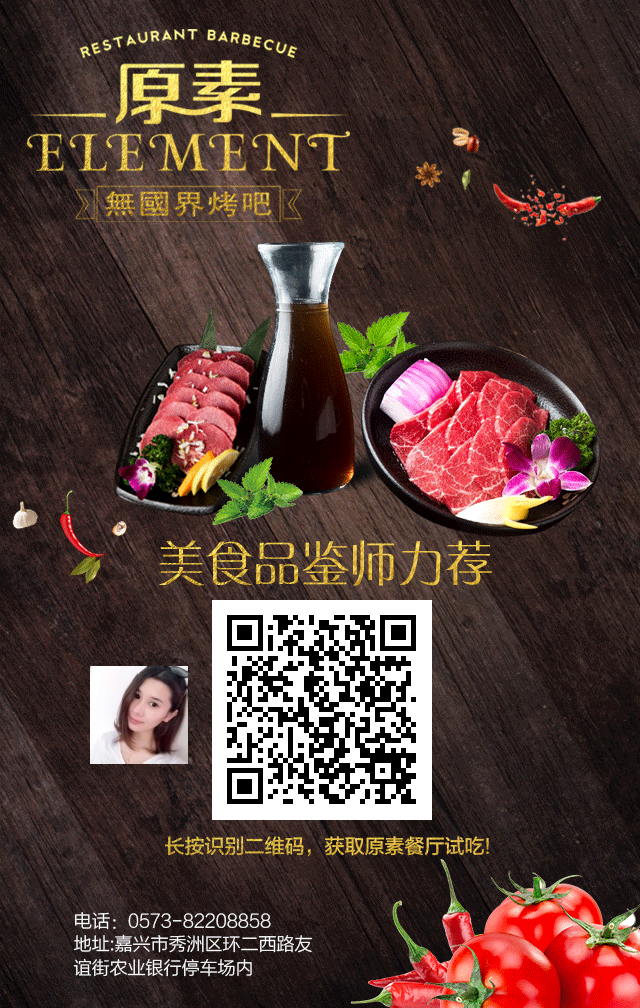 RESTAURANT BARBECUE
原素
ELEMENT
無國界烤吧
美食品鉴师力荐
长按识别二维码，获取原素餐厅试吃!
电话：0573-82208858
地址:嘉兴市秀洲区环二西路友
谊街农业银行停车场内